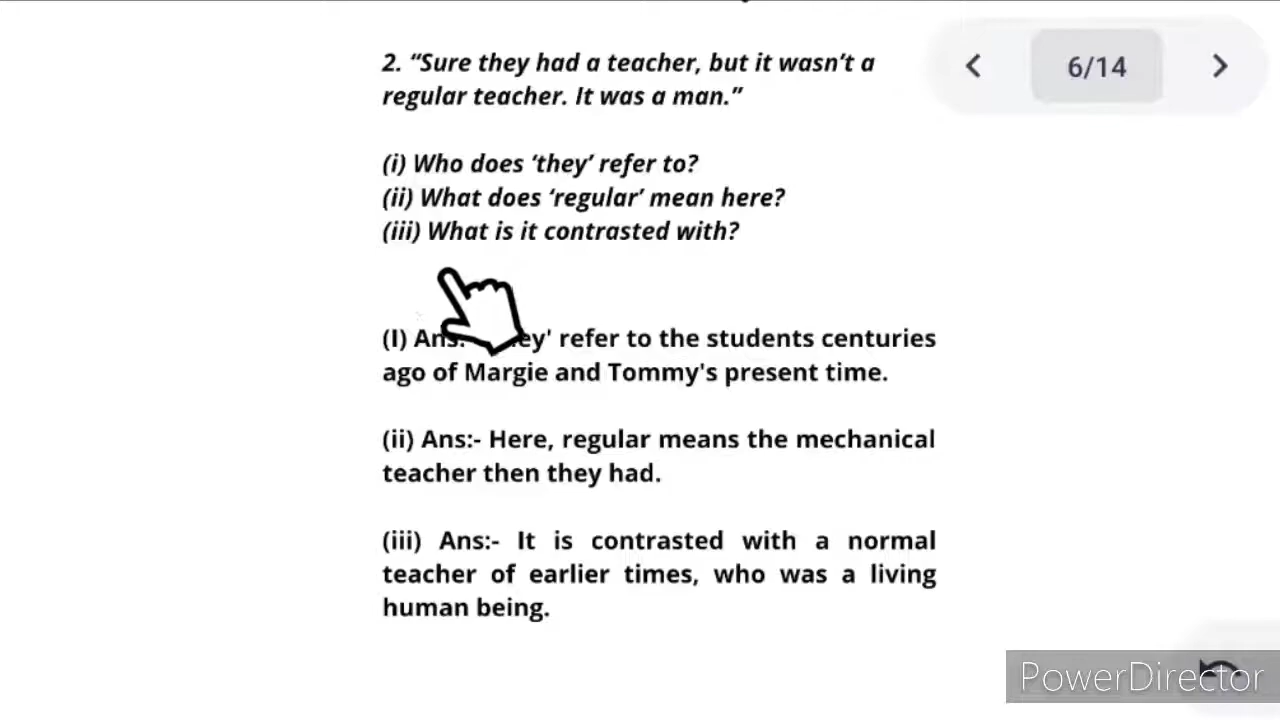 2. “Sure they had a teacher, but it wasn’t a
regular teacher. It was a man.”
6/14
(i) Who does ‘they’ refer to?
(ii) What does ‘regular’ mean here?
(iii) What is it contrasted with?
(I) Ans. refer to the students centuries
ago of Margie and Tommy's present time.
(ii) Ans:- Here, regular means the mechanical
teacher then they had.
(iii) Ans:- It is contrasted with a normal
teacher of earlier times, who was a living
human being.
PowerDirector